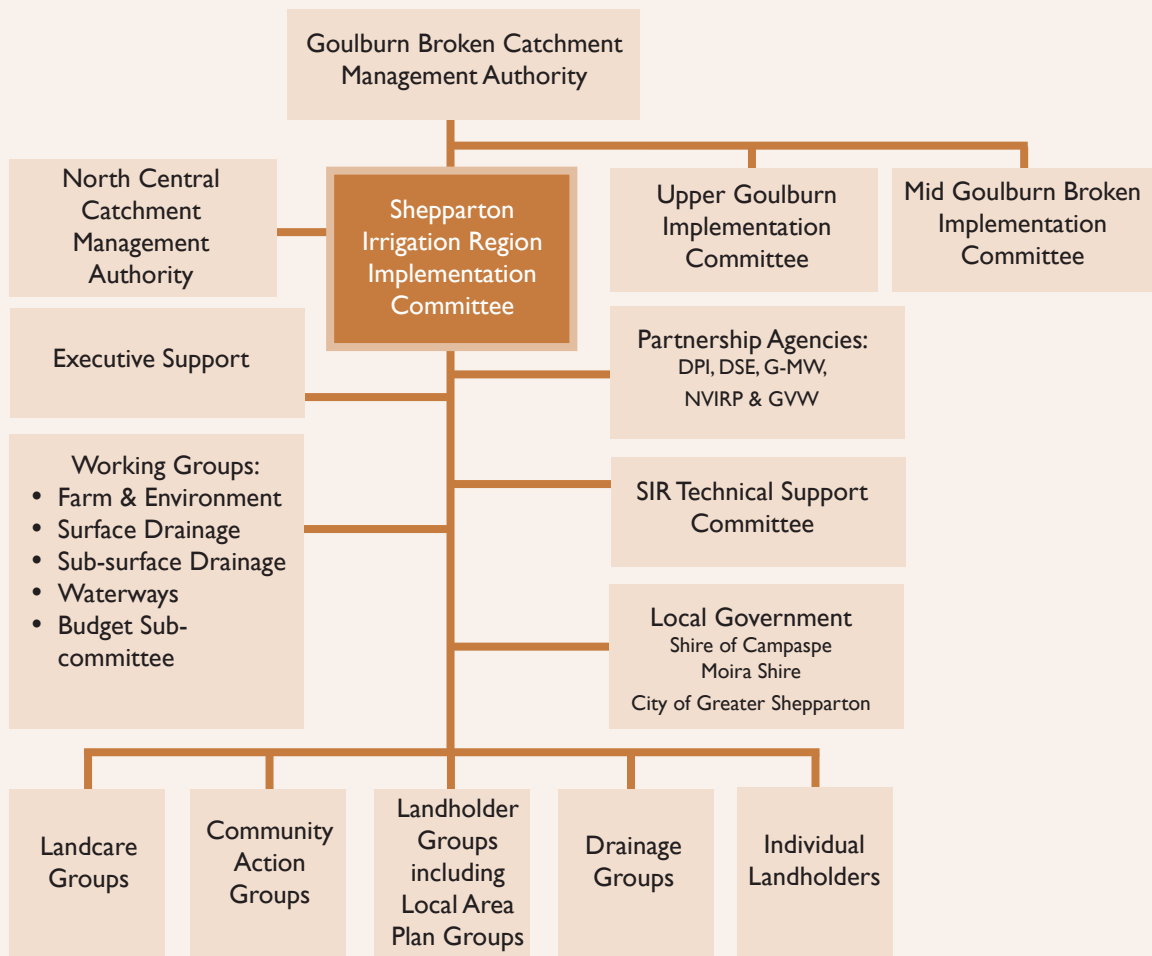 Goulburn Broken Catchment
Management Authority
North Central
Catchment
Management
Authority
Shepparton
Irrigation Region
Implementation
Committee
Upper Goulburn
Implementation
Committee
Mid Goulburn Broken
Implementation
Committee
Executive Support
Partnership Agencies:
DPI, DSE, G-MW,
NVIRP & GVW
Working Groups:
• Farm & Environment
• Surface Drainage
• Sub-surface Drainage
• Waterways
• Budget Sub-
committee
SIR Technical Support
Committee
Local Government
Shire of Campaspe
Moira Shire
City of Greater Shepparton
Landcare
Groups
Community
Action
Groups
Landholder
Groups
including
Local Area
Plan Groups
Drainage
Groups
Individual
Landholders